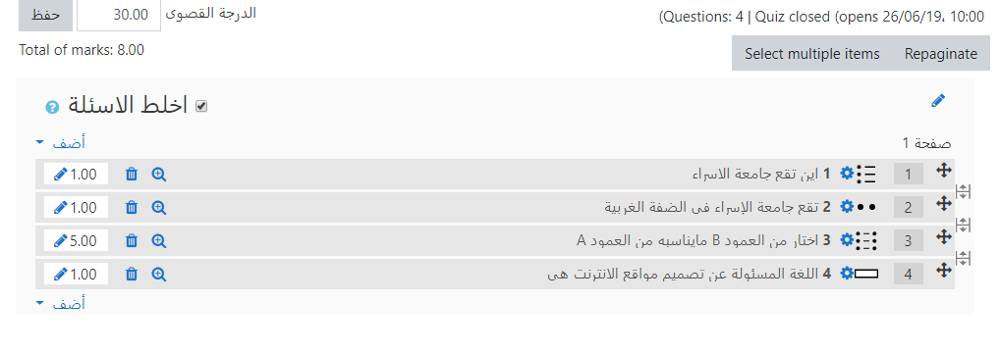 (Questions: 4 | Quiz closed (opens 26/06/19، 10:00
الدرجة القصوى 30.00 حفظ
Total of marks: 8.00
Select multiple items Repaginate
اخلط الاسئلة
صفحة 1 أضف
1 1 اين تقع جامعة الاسراء 1.00
2 2 تقع جامعة الإسراء في الضفة الغربية 1.00
3 3 اختار من العمود B مايناسبه من العمود A 5.00
4 4 اللغة المسئولة عن تصميم مواقع الانترنت هي 1.00
أضف